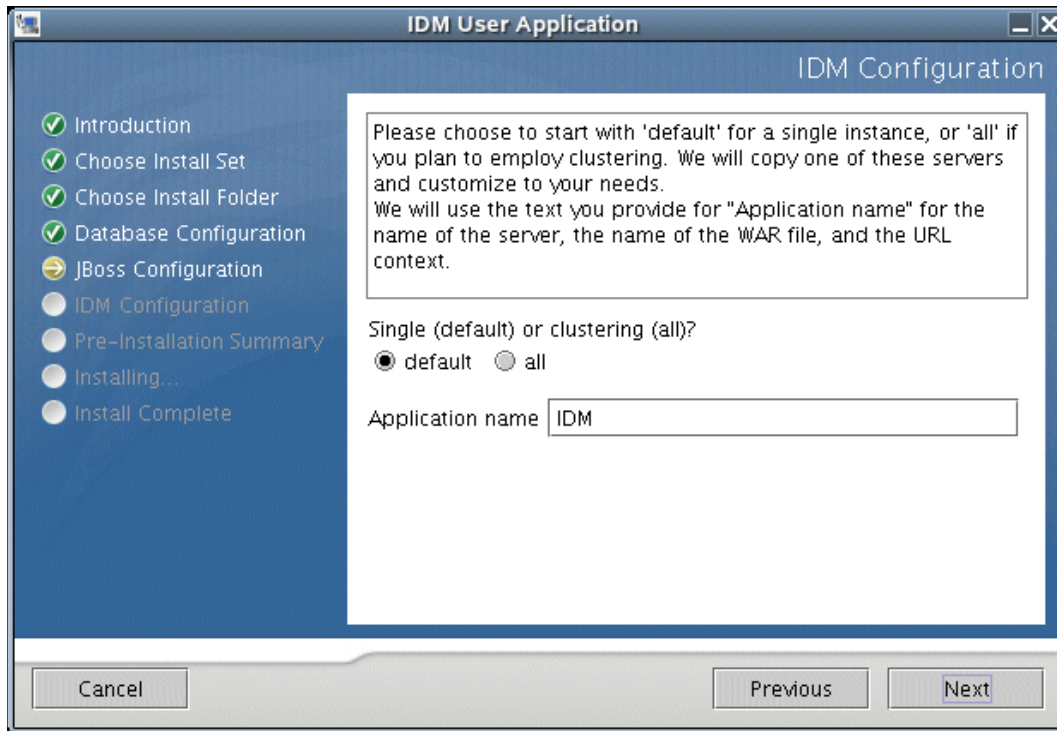 IDM User Application
IDM Configuration
Introduction
Choose Install Set
Choose Install Folder
Database Configuration
JBoss Configuration
IDM Configuration
Pre-Installation Summary
Installing...
Install Complete
Please choose to start with 'default' for a single instance, or 'all' if
you plan to employ clustering. We will copy one of these servers
and customize to your needs.
We will use the text you provide for "Application name" for the
name of the server, the name of the WAR file, and the URL
context.
Single (default) or clustering (all)?
default all
Application name IDM
Cancel Previous Next